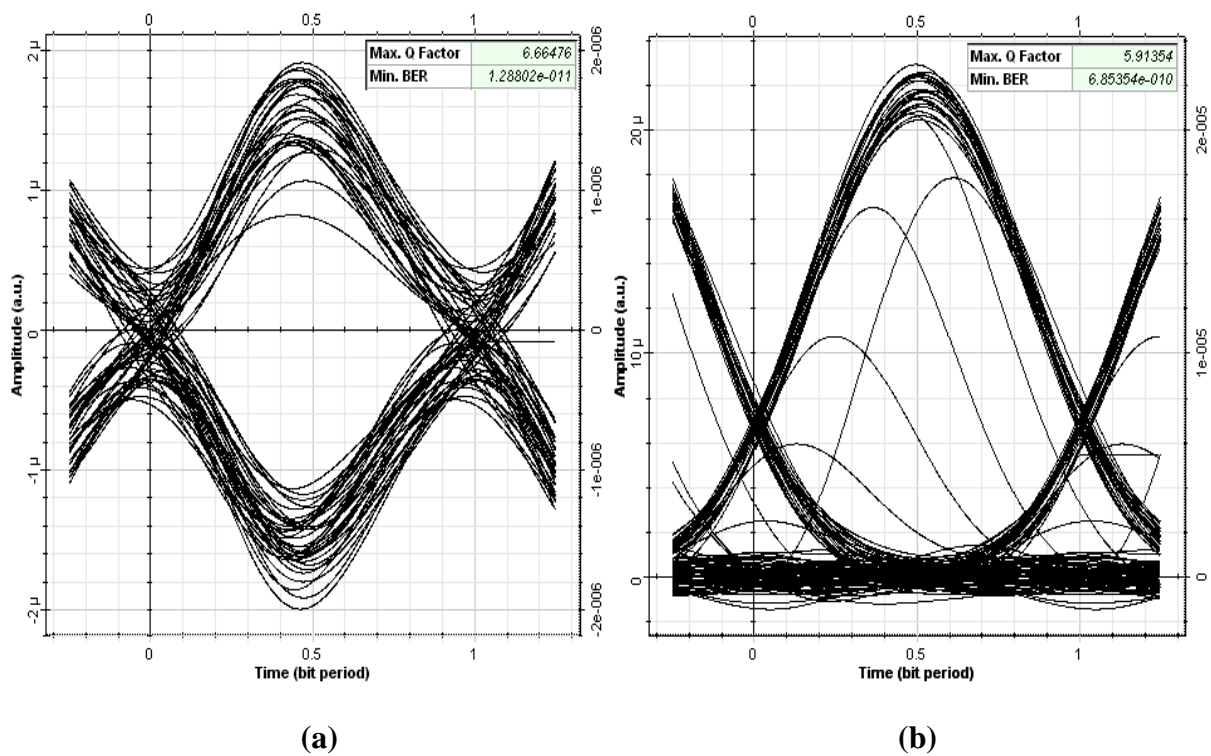 0 0.5 1
Max. Q Factor 6.66476
Min. BER 1.28802e-011
2 μ
1 μ
0
-1 μ
-2 μ
Amplitude (a.u.)
2e-006
1e-006
0
-1e-006
-2e-006
0 0.5 1
Time (bit period)
(a)
0 0.5 1
Max. Q Factor 5.91354
Min. BER 6.85354e-010
20 μ
10 μ
0
Amplitude (a.u.)
2e-005
1e-005
0
0 0.5 1
Time (bit period)
(b)